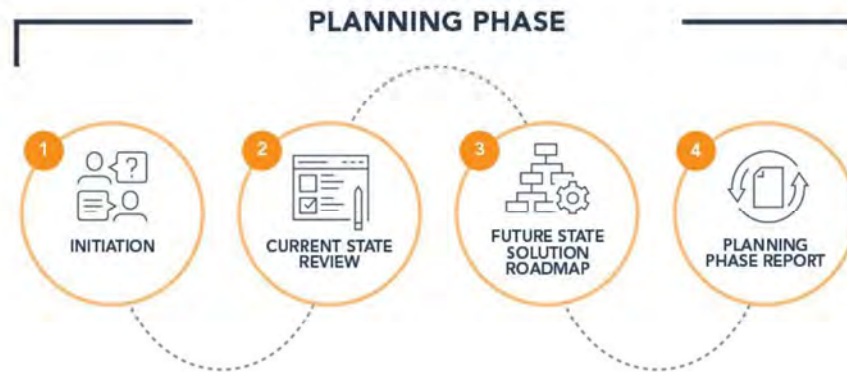 PLANNING PHASE
1
INITIATION
2
CURRENT STATE
REVIEW
3
FUTURE STATE
SOLUTION
ROADMAP
4
PLANNING
PHASE REPORT